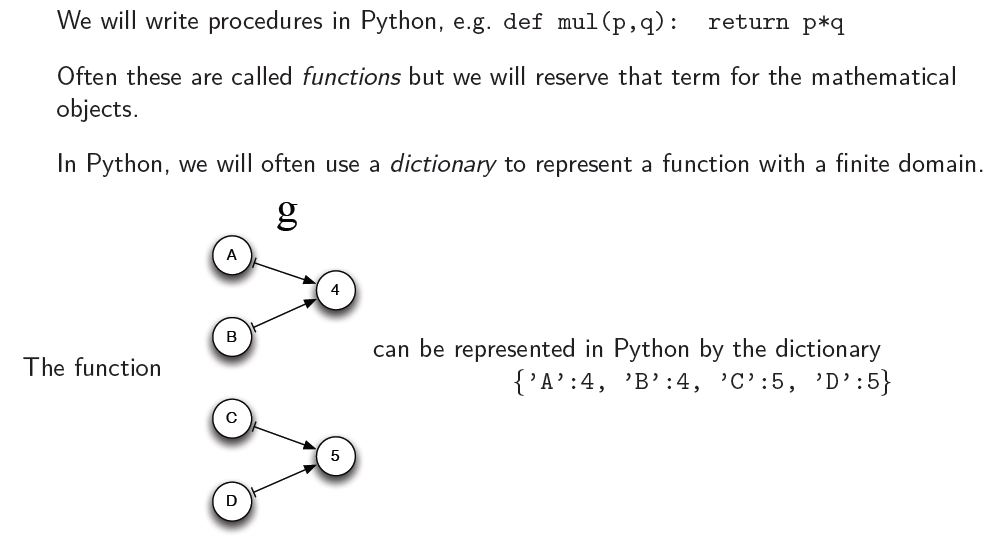 We will write procedures in Python, e.g. def mul(p,q): return p*q
Often these are called functions but we will reserve that term for the mathematical
objects.
In Python, we will often use a dictionary to represent a function with a finite domain.
g
A
4
B
The function
can be represented in Python by the dictionary
{’A’:4, ’B’:4, ’C’:5, ’D’:5}
C
5
D